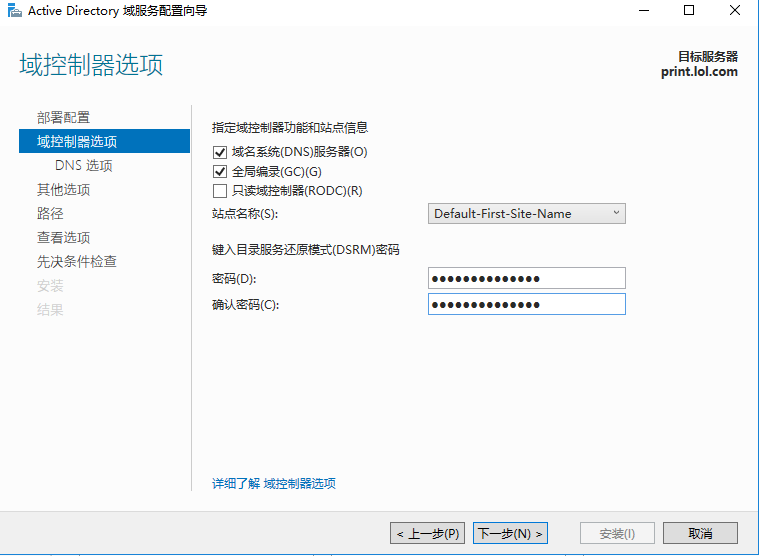 Active Directory 域服务配置向导
域控制器选项
目标服务器
print.lol.com
部署配置
域控制器选项
DNS 选项
其他选项
路径
查看选项
先决条件检查
安装
结果
指定域控制器功能和站点信息
域名系统(DNS)服务器(O)
全局编录(GC)(G)
只读域控制器(RODC)(R)
站点名称(S): Default-First-Site-Name
键入目录服务还原模式(DSRM)密码
密码(D): ●●●●●●●●●●●●●●
确认密码(C): ●●●●●●●●●●●●●●
详细了解 域控制器选项
< 上一步(P) 下一步(N) > 安装(I) 取消